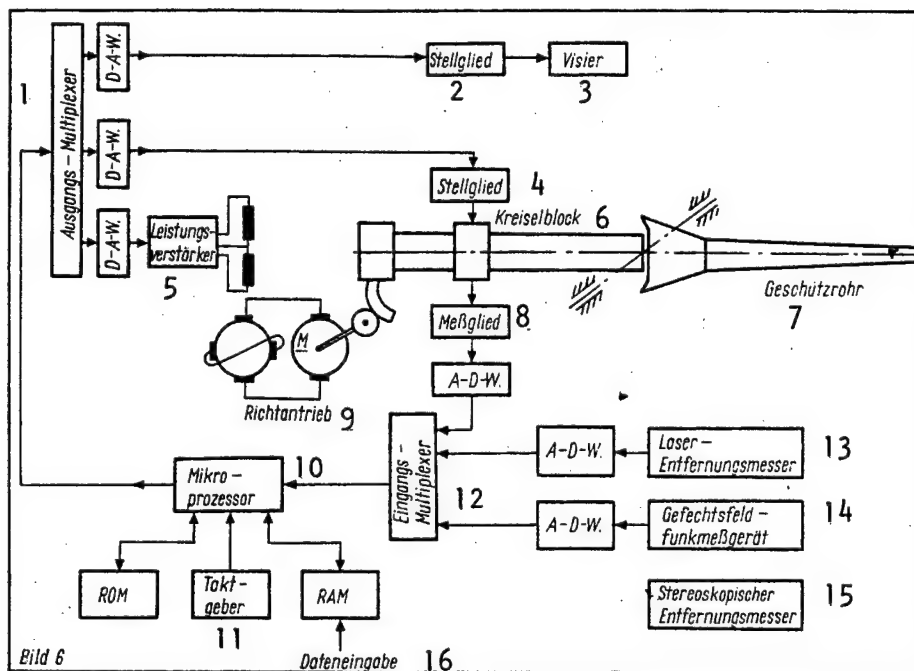 1
Ausgangs-Multiplexer
D-A-W.
Stellglied
2
Visier
3
D-A-W.
Stellglied
4
Kreiselblock
6
D-A-W.
Leistungs-
verstärker
5
Geschützrohr
7
Meßglied
8
M
Richtantrieb
9
A-D-W.
Mikro-
prozessor
10
Eingangs-
Multiplexer
12
A-D-W.
Laser-
Entfernungsmesser
13
A-D-W.
Gefechtsfeld-
funkmeßgerät
14
ROM
Takt-
geber
11
RAM
Stereoskopischer
Entfernungsmesser
15
Bild 6
Dateneingabe
16